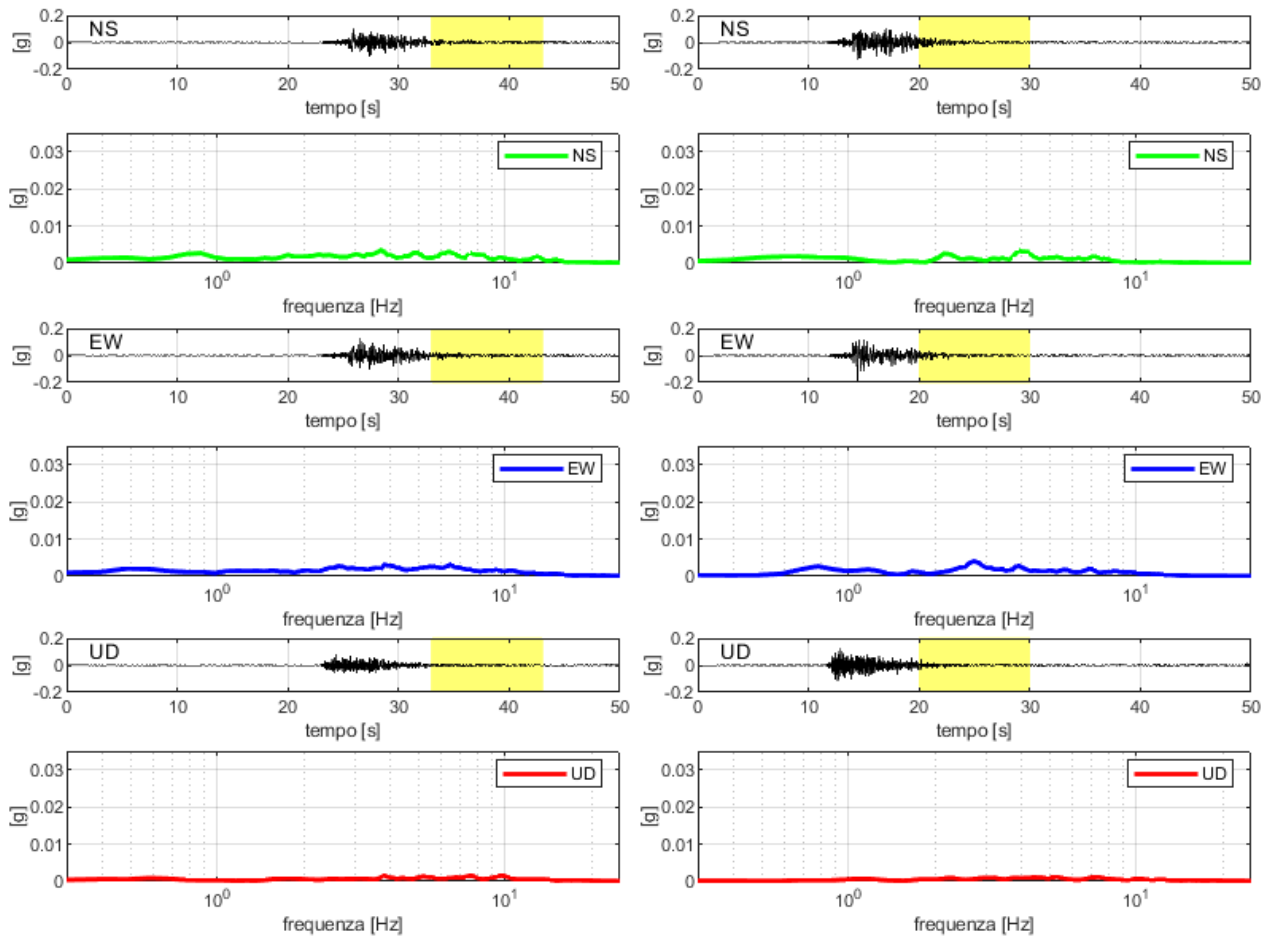 0.2 NS 0.2 NS
[g] 0 [g] 0
-0.2 -0.2
0 10 20 30 40 50 0 10 20 30 40 50
tempo [s] tempo [s]
0.03 NS 0.03 NS
[g] 0.02 [g] 0.02
0.01 0.01
0 0
10^0 10^1 10^0 10^1
frequenza [Hz] frequenza [Hz]
0.2 EW 0.2 EW
[g] 0 [g] 0
-0.2 -0.2
0 10 20 30 40 50 0 10 20 30 40 50
tempo [s] tempo [s]
0.03 EW 0.03 EW
[g] 0.02 [g] 0.02
0.01 0.01
0 0
10^0 10^1 10^0 10^1
frequenza [Hz] frequenza [Hz]
0.2 UD 0.2 UD
[g] 0 [g] 0
-0.2 -0.2
0 10 20 30 40 50 0 10 20 30 40 50
tempo [s] tempo [s]
0.03 UD 0.03 UD
[g] 0.02 [g] 0.02
0.01 0.01
0 0
10^0 10^1 10^0 10^1
frequenza [Hz] frequenza [Hz]